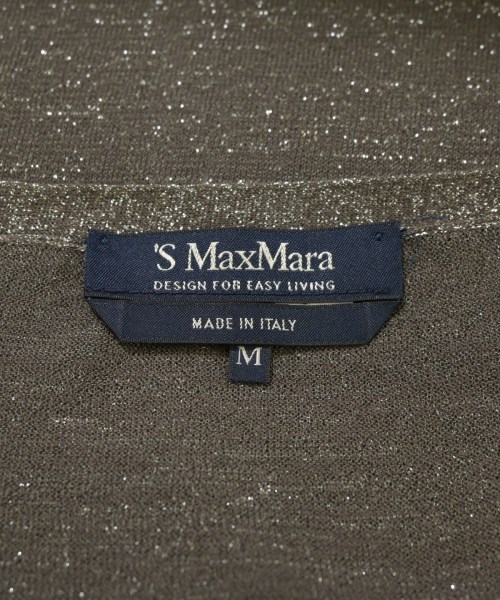 'S MaxMara
DESIGN FOR EASY LIVING
MADE IN ITALY
M